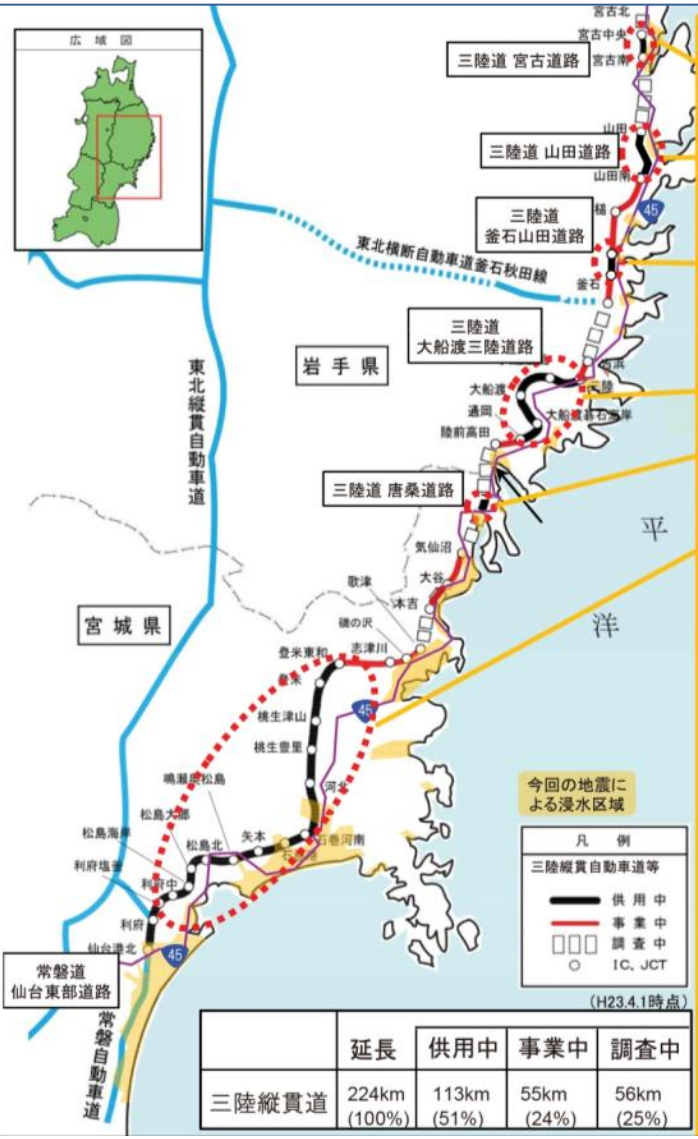 広域図
宮古北
宮古中央
宮古南
三陸道 宮古道路
山田
三陸道 山田道路
山田南
45
三陸道
釜石山田道路
釜石
東北横断自動車道釜石秋田線
三陸道
大船渡三陸道路
岩手県
三陸
大船渡
大船渡碁石海岸
通岡
陸前高田
東北縦貫自動車道
三陸道 唐桑道路
平
洋
気仙沼
大谷
歌津
本吉
宮城県
磯の沢
志津川
登米東和
登米
45
桃生津山
桃生豊里
鳴瀬奥松島
河北
松島大郷
松島海岸
矢本
石巻河南
松島北
利府塩釜
利府中
利府
仙台港北
45
常磐道
仙台東部道路
常磐自動車道
今回の地震に
よる浸水区域
凡例
三陸縦貫自動車道等
供用中
事業中
調査中
IC、JCT
(H23.4.1時点)
延長 供用中 事業中 調査中
三陸縦貫道 224km 113km 55km 56km
(100%) (51%) (24%) (25%)